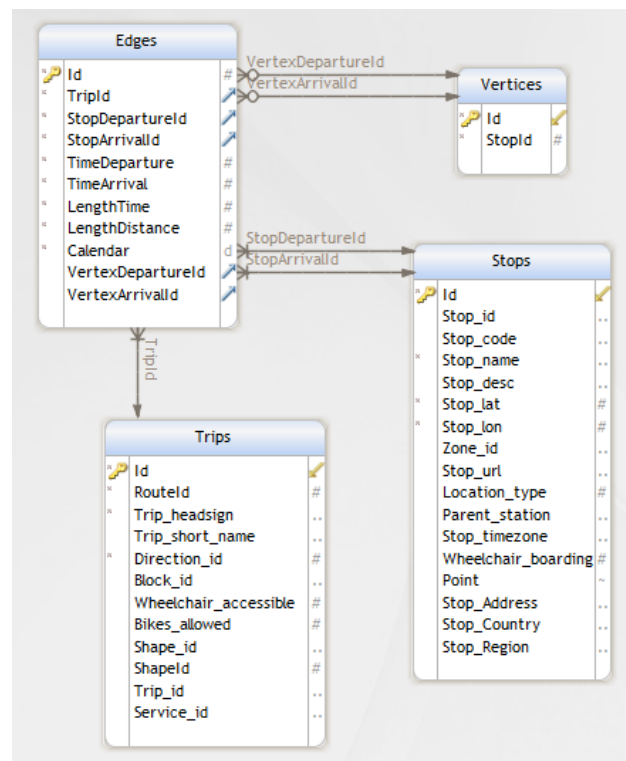 Edges
Id #
TripId
StopDepartureId
StopArrivalId
TimeDeparture #
TimeArrival #
LengthTime #
LengthDistance #
Calendar d
VertexDepartureId
VertexArrivalId
VertexDepartureId
VertexArrivalId
Vertices
Id
StopId #
StopDepartureId
StopArrivalId
Stops
Id
Stop_id ..
Stop_code ..
Stop_name ..
Stop_desc ..
Stop_lat #
Stop_lon #
Zone_id ..
Stop_url ..
Location_type #
Parent_station ..
Stop_timezone ..
Wheelchair_boarding #
Point ~
Stop_Address ..
Stop_Country ..
Stop_Region ..
TripId
Trips
Id
RouteId #
Trip_headsign ..
Trip_short_name ..
Direction_id #
Block_id ..
Wheelchair_accessible #
Bikes_allowed #
Shape_id ..
ShapeId #
Trip_id ..
Service_id ..